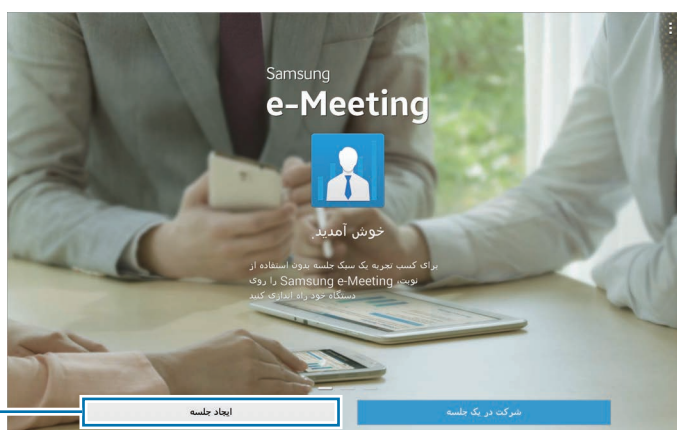 Samsung
e-Meeting
خوش آمدید.
برای کسب تجربه یک سبک جلسه بدون استفاده از
نوبت، Samsung e-Meeting را روی
دستگاه خود راه اندازی کنید
ایجاد جلسه
شرکت در یک جلسه